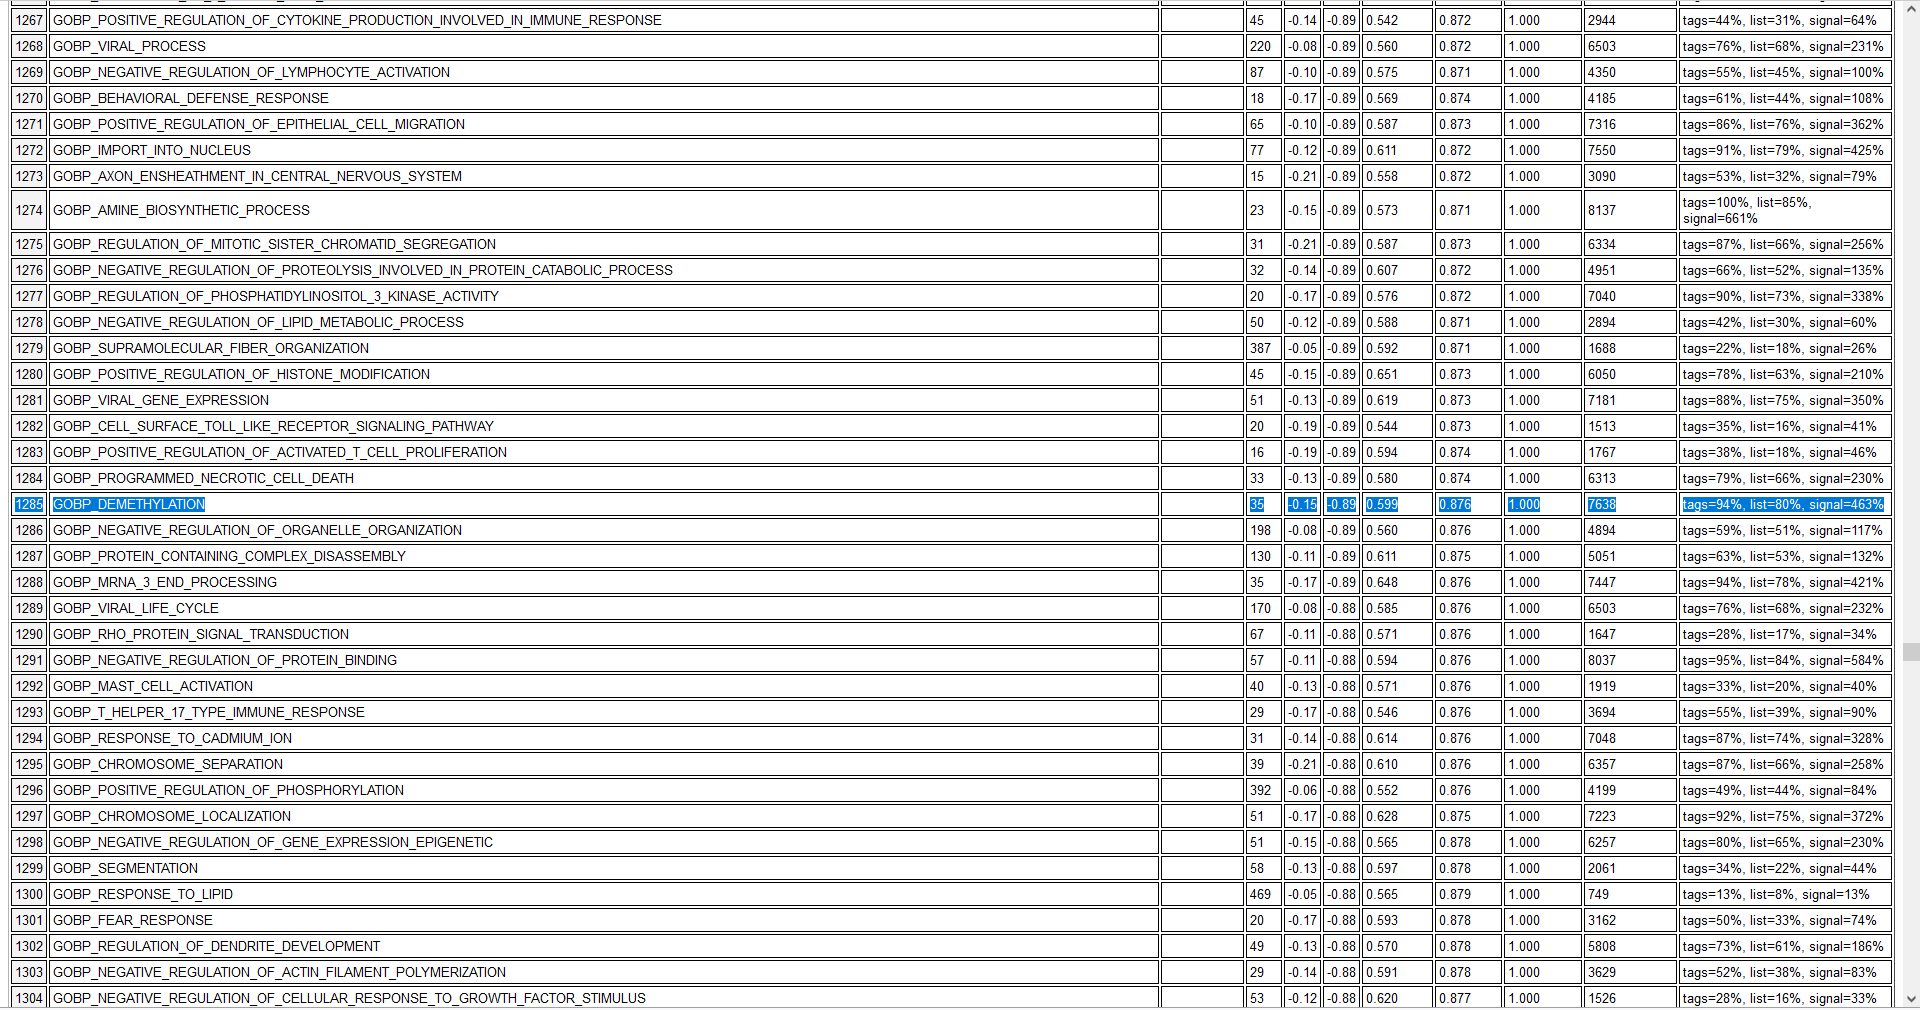 1267 GOBP_POSITIVE_REGULATION_OF_CYTOKINE_PRODUCTION_INVOLVED_IN_IMMUNE_RESPONSE 45 -0.14 -0.89 0.542 0.872 1.000 2944 tags=44%, list=31%, signal=64%
1268 GOBP_VIRAL_PROCESS 220 -0.08 -0.89 0.560 0.872 1.000 6503 tags=76%, list=68%, signal=231%
1269 GOBP_NEGATIVE_REGULATION_OF_LYMPHOCYTE_ACTIVATION 87 -0.10 -0.89 0.575 0.871 1.000 4350 tags=55%, list=45%, signal=100%
1270 GOBP_BEHAVIORAL_DEFENSE_RESPONSE 18 -0.17 -0.89 0.569 0.874 1.000 4185 tags=61%, list=44%, signal=108%
1271 GOBP_POSITIVE_REGULATION_OF_EPITHELIAL_CELL_MIGRATION 65 -0.10 -0.89 0.587 0.873 1.000 7316 tags=86%, list=76%, signal=362%
1272 GOBP_IMPORT_INTO_NUCLEUS 77 -0.12 -0.89 0.611 0.872 1.000 7550 tags=91%, list=79%, signal=425%
1273 GOBP_AXON_ENSHEATHMENT_IN_CENTRAL_NERVOUS_SYSTEM 15 -0.21 -0.89 0.558 0.872 1.000 3090 tags=53%, list=32%, signal=79%
1274 GOBP_AMINE_BIOSYNTHETIC_PROCESS 23 -0.15 -0.89 0.573 0.871 1.000 8137 tags=100%, list=85%,
signal=661%
1275 GOBP_REGULATION_OF_MITOTIC_SISTER_CHROMATID_SEGREGATION 31 -0.21 -0.89 0.587 0.873 1.000 6334 tags=87%, list=66%, signal=256%
1276 GOBP_NEGATIVE_REGULATION_OF_PROTEOLYSIS_INVOLVED_IN_PROTEIN_CATABOLIC_PROCESS 32 -0.14 -0.89 0.607 0.872 1.000 4951 tags=66%, list=52%, signal=135%
1277 GOBP_REGULATION_OF_PHOSPHATIDYLINOSITOL_3_KINASE_ACTIVITY 20 -0.17 -0.89 0.576 0.872 1.000 7040 tags=90%, list=73%, signal=338%
1278 GOBP_NEGATIVE_REGULATION_OF_LIPID_METABOLIC_PROCESS 50 -0.12 -0.89 0.588 0.871 1.000 2894 tags=42%, list=30%, signal=60%
1279 GOBP_SUPRAMOLECULAR_FIBER_ORGANIZATION 387 -0.05 -0.89 0.592 0.871 1.000 1688 tags=22%, list=18%, signal=26%
1280 GOBP_POSITIVE_REGULATION_OF_HISTONE_MODIFICATION 45 -0.15 -0.89 0.651 0.873 1.000 6050 tags=78%, list=63%, signal=210%
1281 GOBP_VIRAL_GENE_EXPRESSION 51 -0.13 -0.89 0.619 0.873 1.000 7181 tags=88%, list=75%, signal=350%
1282 GOBP_CELL_SURFACE_TOLL_LIKE_RECEPTOR_SIGNALING_PATHWAY 20 -0.19 -0.89 0.544 0.873 1.000 1513 tags=35%, list=16%, signal=41%
1283 GOBP_POSITIVE_REGULATION_OF_ACTIVATED_T_CELL_PROLIFERATION 16 -0.19 -0.89 0.594 0.874 1.000 1767 tags=38%, list=18%, signal=46%
1284 GOBP_PROGRAMMED_NECROTIC_CELL_DEATH 33 -0.13 -0.89 0.580 0.874 1.000 6313 tags=79%, list=66%, signal=230%
1285 GOBP_DEMETHYLATION 35 -0.15 -0.89 0.599 0.876 1.000 7638 tags=94%, list=80%, signal=463%
1286 GOBP_NEGATIVE_REGULATION_OF_ORGANELLE_ORGANIZATION 198 -0.08 -0.89 0.560 0.876 1.000 4894 tags=59%, list=51%, signal=117%
1287 GOBP_PROTEIN_CONTAINING_COMPLEX_DISASSEMBLY 130 -0.11 -0.89 0.611 0.875 1.000 5051 tags=63%, list=53%, signal=132%
1288 GOBP_MRNA_3_END_PROCESSING 35 -0.17 -0.89 0.648 0.876 1.000 7447 tags=94%, list=78%, signal=421%
1289 GOBP_VIRAL_LIFE_CYCLE 170 -0.08 -0.88 0.585 0.876 1.000 6503 tags=76%, list=68%, signal=232%
1290 GOBP_RHO_PROTEIN_SIGNAL_TRANSDUCTION 67 -0.11 -0.88 0.571 0.876 1.000 1647 tags=28%, list=17%, signal=34%
1291 GOBP_NEGATIVE_REGULATION_OF_PROTEIN_BINDING 57 -0.11 -0.88 0.594 0.876 1.000 8037 tags=95%, list=84%, signal=584%
1292 GOBP_MAST_CELL_ACTIVATION 40 -0.13 -0.88 0.571 0.876 1.000 1919 tags=33%, list=20%, signal=40%
1293 GOBP_T_HELPER_17_TYPE_IMMUNE_RESPONSE 29 -0.17 -0.88 0.546 0.876 1.000 3694 tags=55%, list=39%, signal=90%
1294 GOBP_RESPONSE_TO_CADMIUM_ION 31 -0.14 -0.88 0.614 0.876 1.000 7048 tags=87%, list=74%, signal=328%
1295 GOBP_CHROMOSOME_SEPARATION 39 -0.21 -0.88 0.610 0.876 1.000 6357 tags=87%, list=66%, signal=258%
1296 GOBP_POSITIVE_REGULATION_OF_PHOSPHORYLATION 392 -0.06 -0.88 0.552 0.876 1.000 4199 tags=49%, list=44%, signal=84%
1297 GOBP_CHROMOSOME_LOCALIZATION 51 -0.17 -0.88 0.628 0.875 1.000 7223 tags=92%, list=75%, signal=372%
1298 GOBP_NEGATIVE_REGULATION_OF_GENE_EXPRESSION_EPIGENETIC 51 -0.15 -0.88 0.565 0.878 1.000 6257 tags=80%, list=65%, signal=230%
1299 GOBP_SEGMENTATION 58 -0.13 -0.88 0.597 0.878 1.000 2061 tags=34%, list=22%, signal=44%
1300 GOBP_RESPONSE_TO_LIPID 469 -0.05 -0.88 0.565 0.879 1.000 749 tags=13%, list=8%, signal=13%
1301 GOBP_FEAR_RESPONSE 20 -0.17 -0.88 0.593 0.878 1.000 3162 tags=50%, list=33%, signal=74%
1302 GOBP_REGULATION_OF_DENDRITE_DEVELOPMENT 49 -0.13 -0.88 0.570 0.878 1.000 5808 tags=73%, list=61%, signal=186%
1303 GOBP_NEGATIVE_REGULATION_OF_ACTIN_FILAMENT_POLYMERIZATION 29 -0.14 -0.88 0.591 0.878 1.000 3629 tags=52%, list=38%, signal=83%
1304 GOBP_NEGATIVE_REGULATION_OF_CELLULAR_RESPONSE_TO_GROWTH_FACTOR_STIMULUS 53 -0.12 -0.88 0.620 0.877 1.000 1526 tags=28%, list=16%, signal=33%